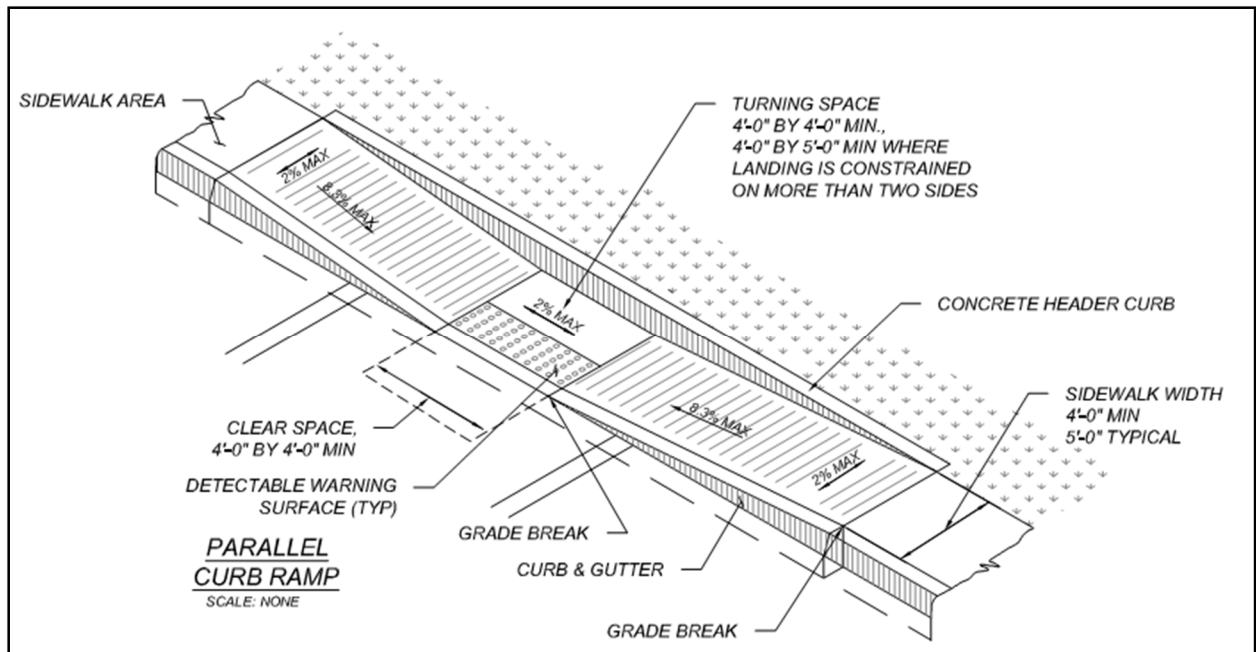 SIDEWALK AREA
TURNING SPACE
4'-0" BY 4'-0" MIN.,
4'-0" BY 5'-0" MIN WHERE
LANDING IS CONSTRAINED
ON MORE THAN TWO SIDES
2% MAX
8.3% MAX
2% MAX
CONCRETE HEADER CURB
SIDEWALK WIDTH
4'-0" MIN
5'-0" TYPICAL
8.3% MAX
2% MAX
CLEAR SPACE,
4'-0" BY 4'-0" MIN
DETECTABLE WARNING
SURFACE (TYP)
GRADE BREAK
CURB & GUTTER
GRADE BREAK
PARALLEL
CURB RAMP
SCALE: NONE